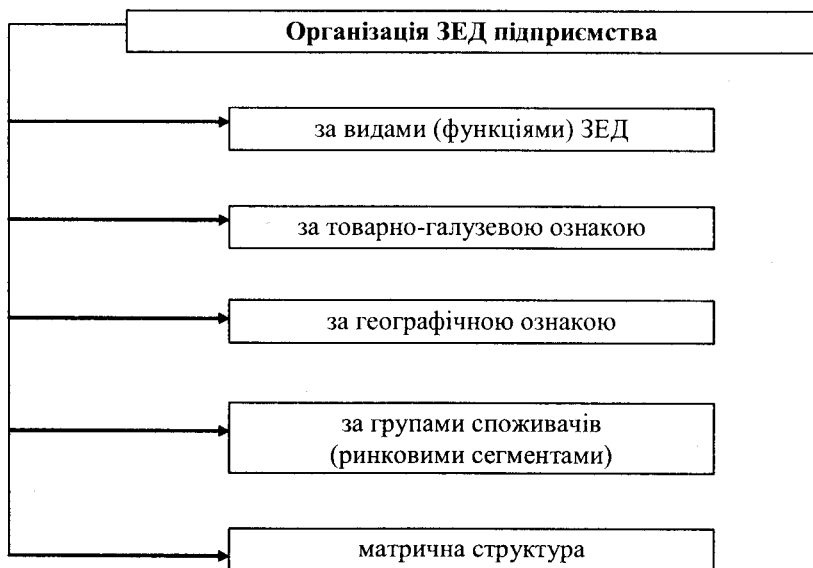 Організація ЗЕД підприємства
за видами (функціями) ЗЕД
за товарно-галузевою ознакою
за географічною ознакою
за групами споживачів
(ринковими сегментами)
матрична структура